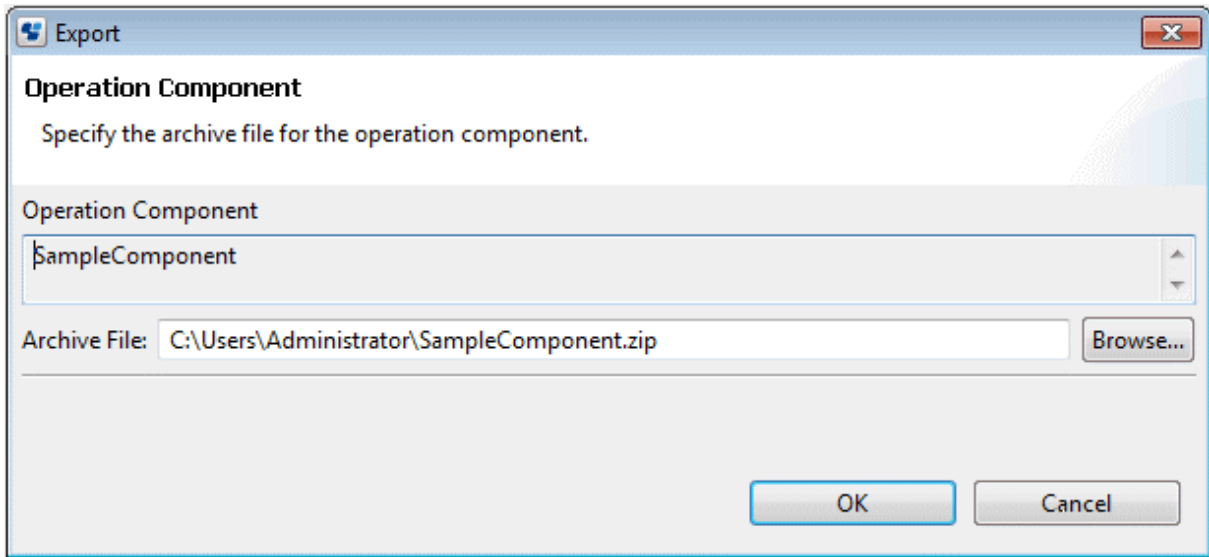 Export
Operation Component
Specify the archive file for the operation component.
Operation Component
SampleComponent
Archive File: C:\Users\Administrator\SampleComponent.zip Browse...
OK Cancel